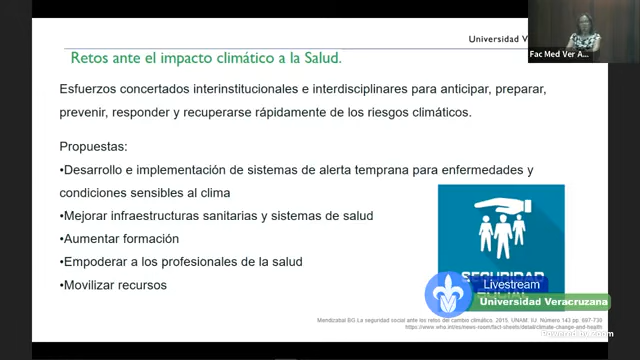 Universidad V
Fac Med Ver A...
Retos ante el impacto climático a la Salud.
Esfuerzos concertados interinstitucionales e interdisciplinares para anticipar, preparar,
prevenir, responder y recuperarse rápidamente de los riesgos climáticos.
Propuestas:
•Desarrollo e implementación de sistemas de alerta temprana para enfermedades y
condiciones sensibles al clima
•Mejorar infraestructuras sanitarias y sistemas de salud
•Aumentar formación
•Empoderar a los profesionales de la salud
•Movilizar recursos
SEGURIDAD
Livestream
Universidad Veracruzana
Mendizabal BG La seguridad social ante los retos del cambio climático, 2015. UNAM. IIJ. Número 143 pp. 697-736
https://www.who.int/es/news-room/fact-sheets/detail/climate-change-and-health
Powered by Zoom